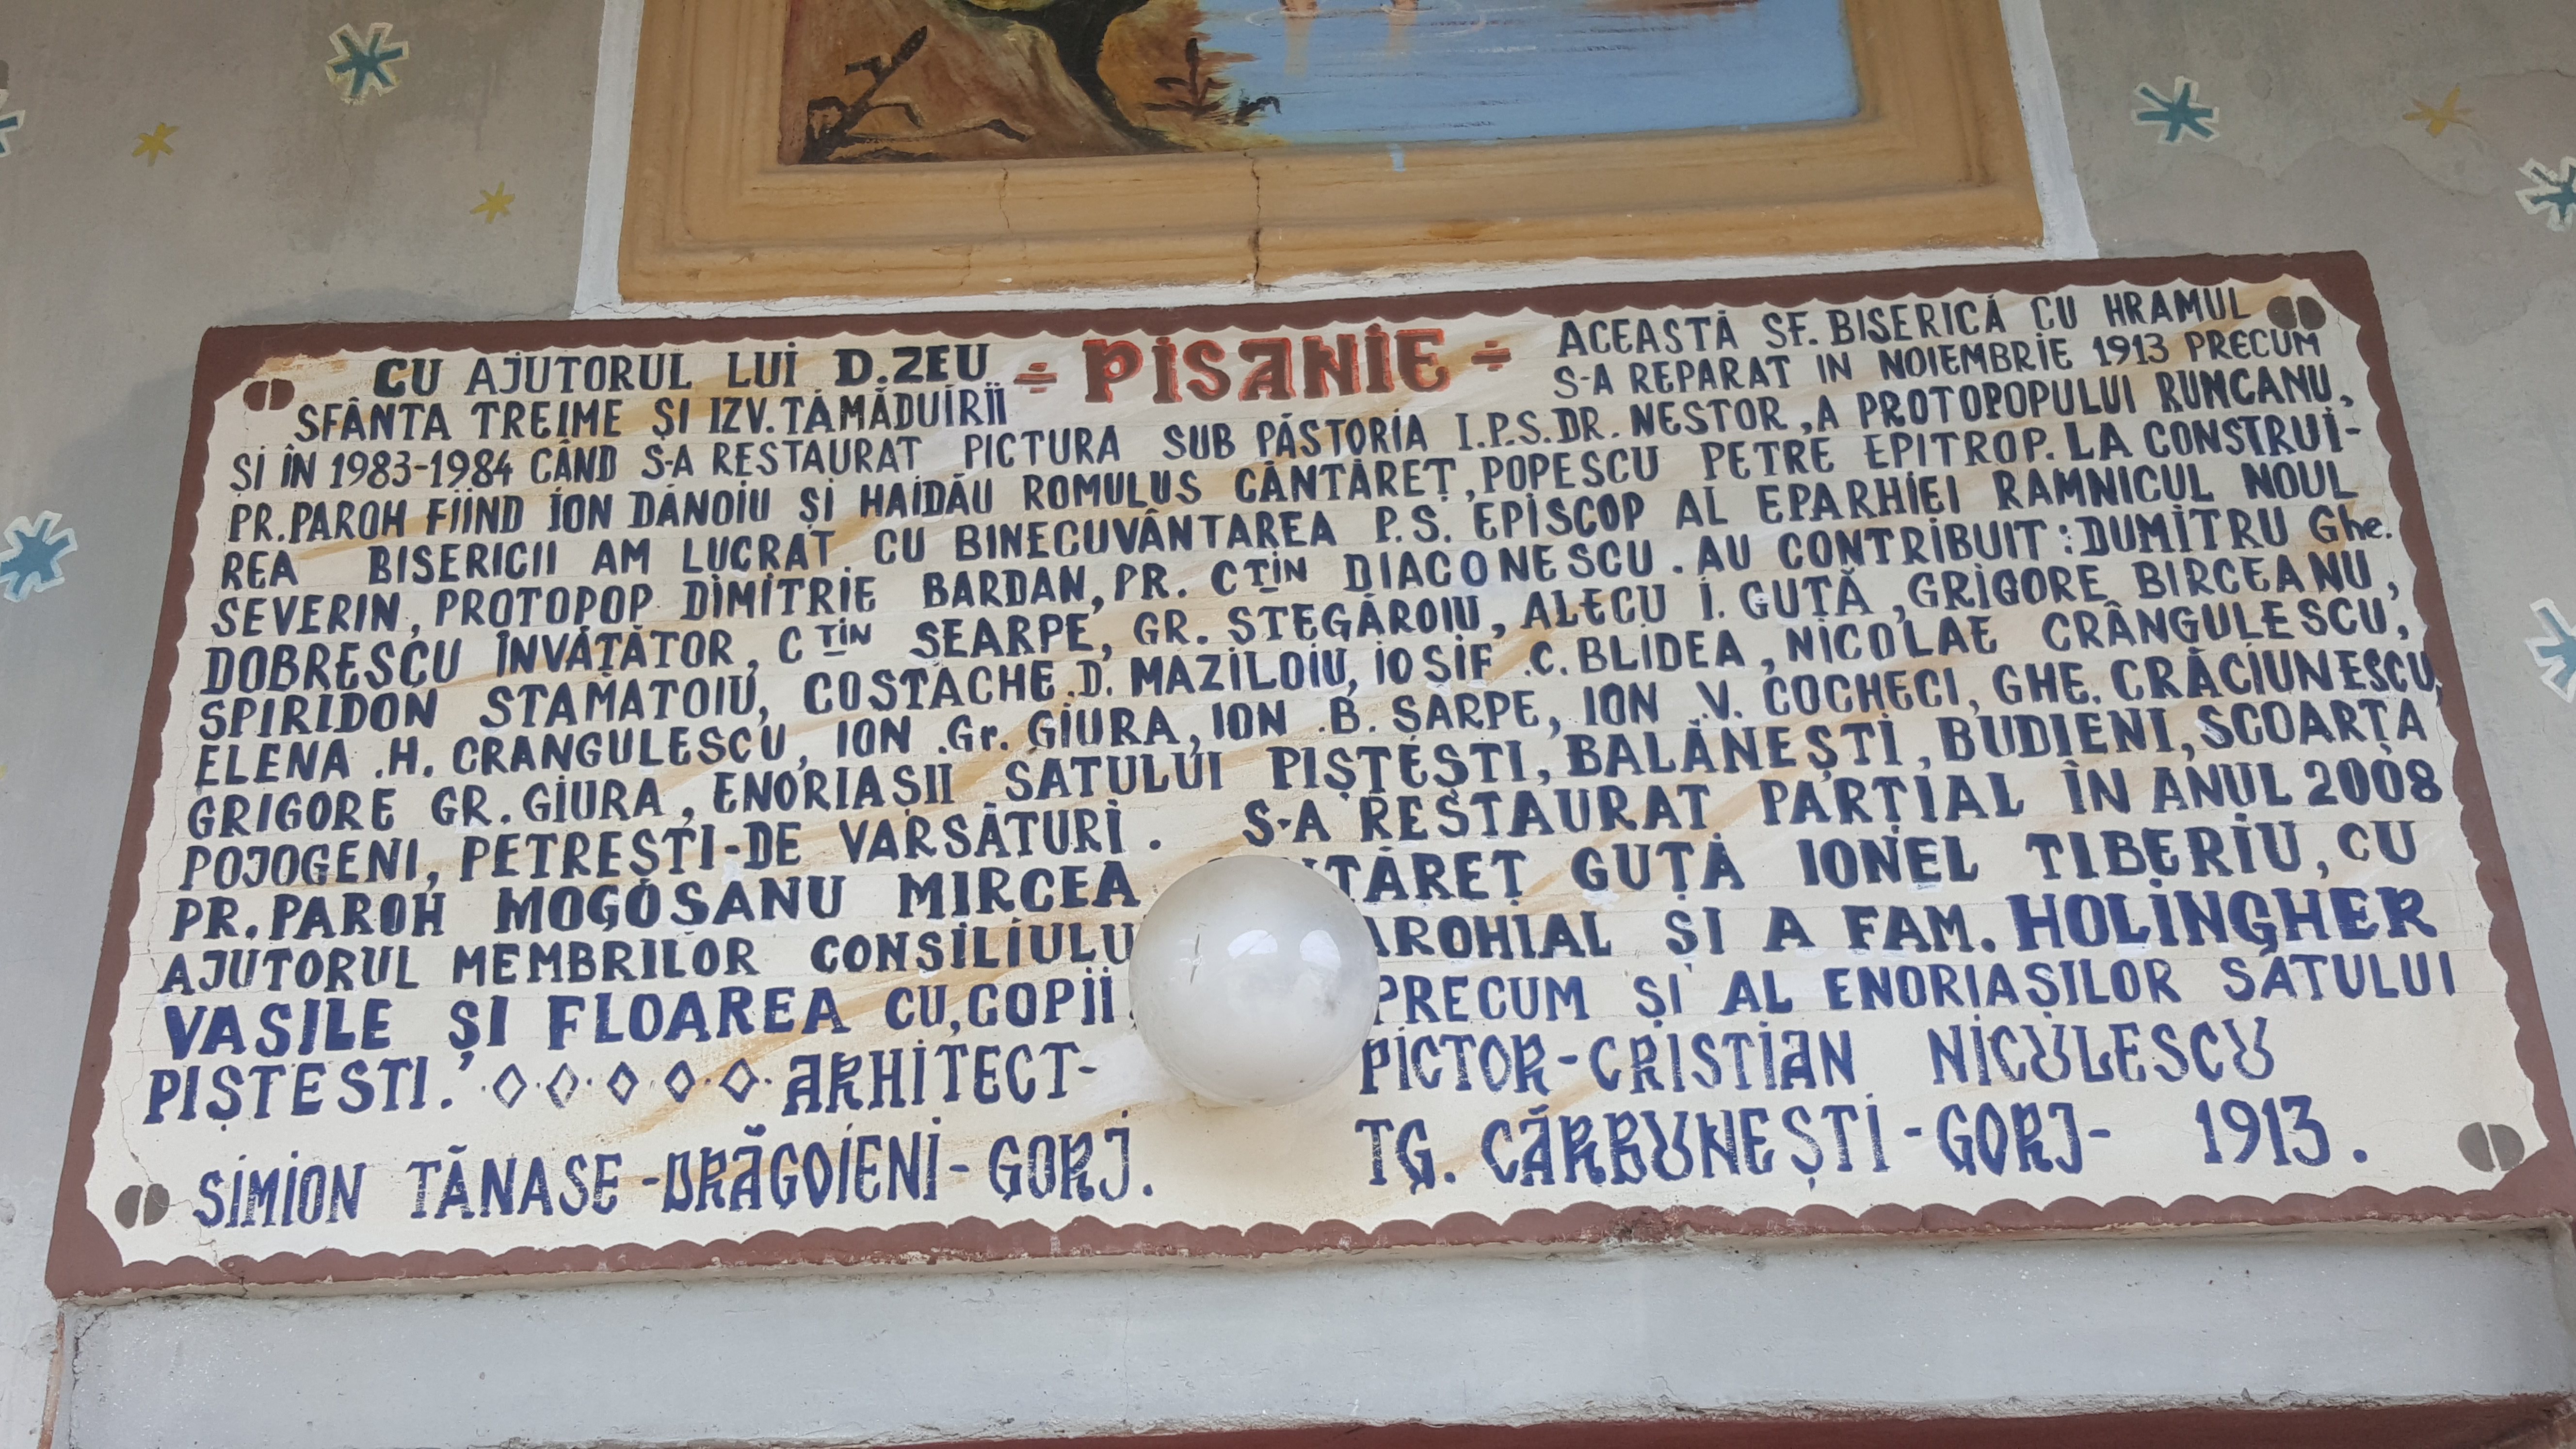 CU AJUTORUL LUI D.ZEU ÷ PISANIE ÷ ACEASTĂ SF. BISERICĂ CU HRAMUL
SFÂNTA TREIME ȘI IZV. TĂMĂDUIRII S-A REPARAT IN NOIEMBRIE 1913 PRECUM
ȘI ÎN 1983-1984 CÂND S-A RESTAURAT PICTURA SUB PĂSTORIA I.P.S.DR. NESTOR, A PROTOPOPULUI RUNCANU,
PR. PAROH FIIND ION DĂNOIU ȘI HAIDĂU ROMULUS CÂNTĂREȚ, POPESCU PETRE EPITROP. LA CONSTRUI-
REA BISERICII AM LUCRAT CU BINECUVÂNTAREA P.S. EPISCOP AL EPARHIEI RAMNICUL NOUL
SEVERIN, PROTOPOP DIMITRIE BARDAN, PR. CTIN DIACONESCU. AU CONTRIBUIT: DUMITRU Ghe.
DOBRESCU ÎNVĂȚĂTOR, CTIN SEARPE, GR. STEGĂROIU, ALECU I. GUȚĂ, GRIGORE BIRCEANU,
SPIRIDON STAMATOIU, COSTACHE.D. MAZILOIU, IOSIF .C. BLIDEA, NICOLAE CRÂNGULESCU,
ELENA .H. CRANGULESCU, ION .Gr. GIURA, ION .B. SARPE, ION .V. COCHECI, GHE. CRĂCIUNESCU,
GRIGORE GR. GIURA, ENORIAȘII SATULUI PIȘTEȘTI, BALĂNEȘTI, BUDIENI, SCOARȚA
POJOGENI, PETREȘTI-DE VARSĂTURI. S-A RESTAURAT PARȚIAL ÎN ANUL 2008
PR. PAROH MOGOȘANU MIRCEA GUȚĂ IONEL TIBERIU, CU
AJUTORUL MEMBRILOR ȘI A FAM. HOLINGHER
VASILE ȘI FLOAREA CU, COPII PRECUM ȘI AL ENORIAȘILOR SATULUI
PIȘTESTI. ◇·◇·◇·◇·◇· ARHITECT- PICTOR-CRISTIAN NICULESCU
SIMION TĂNASE-DRĂGOIENI-GORJ. TG. CĂRBUNEȘTI-GORJ- 1913.